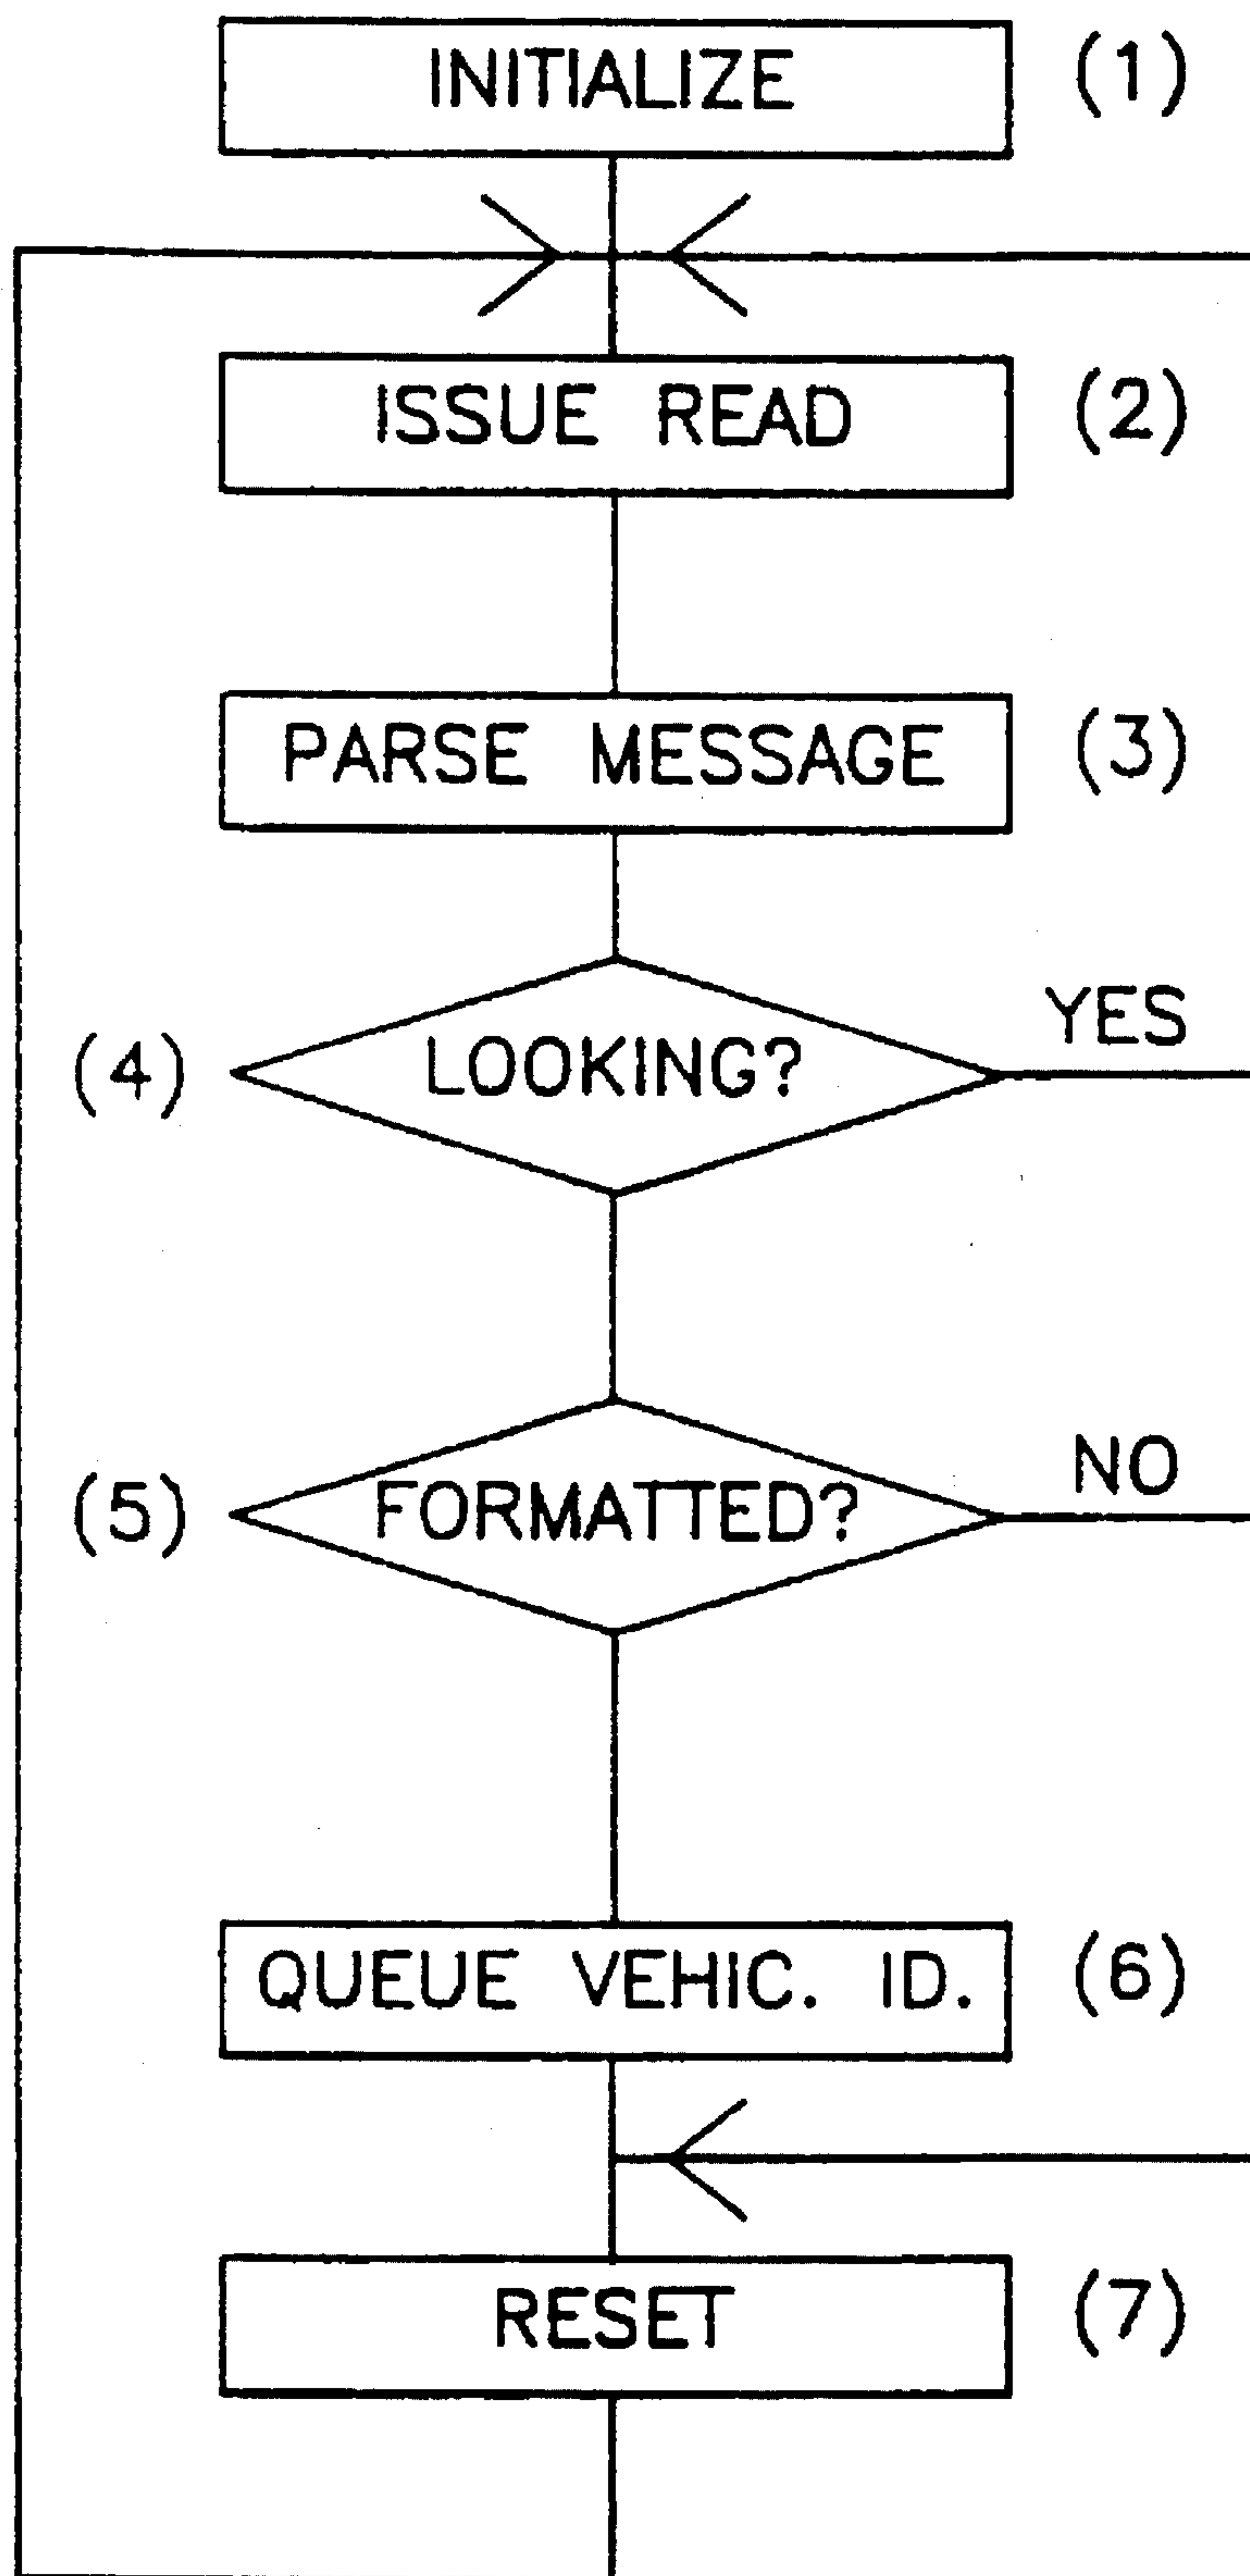 INITIALIZE (1)
ISSUE READ (2)
PARSE MESSAGE (3)
YES
(4) LOOKING?
NO
(5) FORMATTED?
QUEUE VEHIC. ID. (6)
RESET (7)